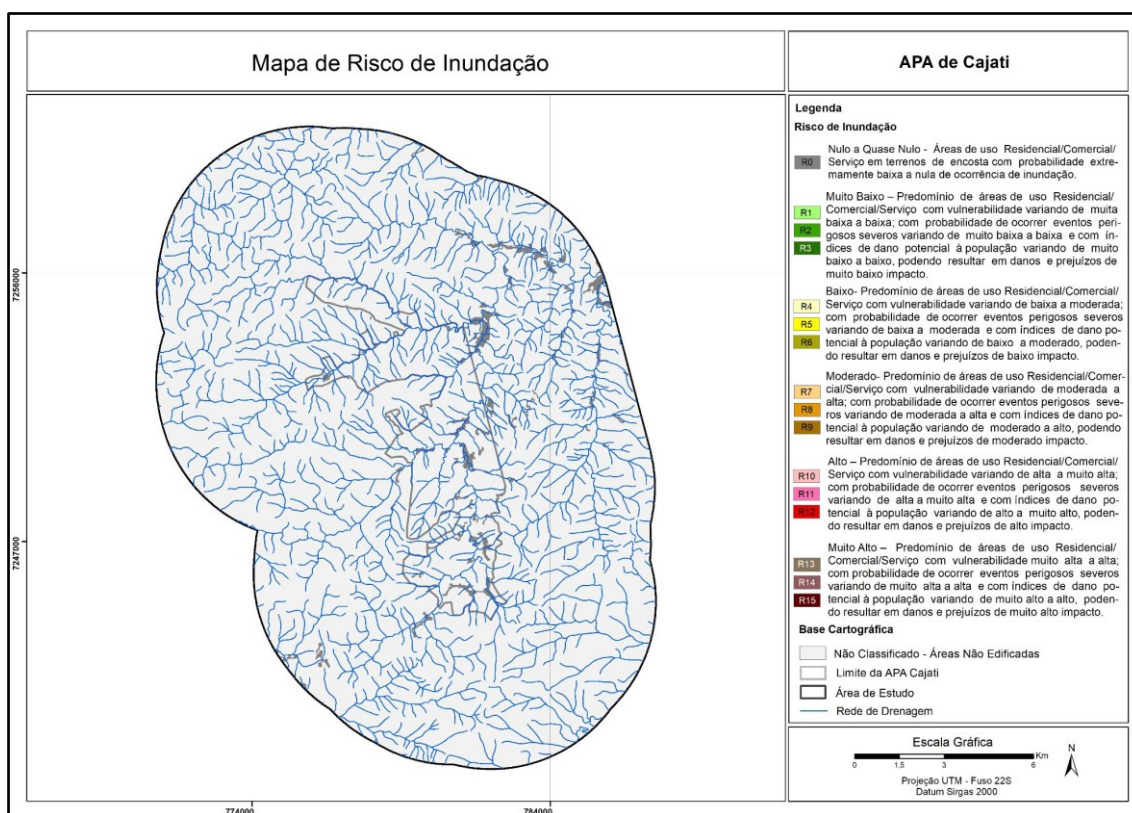 Mapa de Risco de Inundação
APA de Cajati
7256000
7247000
774000
784000
Legenda
Risco de Inundação
R0
Nulo a Quase Nulo - Áreas de uso Residencial/Comercial/
Serviço em terrenos de encosta com probabilidade extre-
mamente baixa a nula de ocorrência de inundação.
R1
R2
R3
Muito Baixo – Predomínio de áreas de uso Residencial/
Comercial/Serviço com vulnerabilidade variando de muita
baixa a baixa; com probabilidade de ocorrer eventos peri-
gosos severos variando de muito baixa a baixa e com ín-
dices de dano potencial à população variando de muito
baixo a baixo, podendo resultar em danos e prejuízos de
muito baixo impacto.
R4
R5
R6
Baixo- Predomínio de áreas de uso Residencial/Comercial/
Serviço com vulnerabilidade variando de baixa a moderada;
com probabilidade de ocorrer eventos perigosos severos
variando de baixa a moderada e com índices de dano po-
tencial à população variando de baixo a moderado, poden-
do resultar em danos e prejuízos de baixo impacto.
R7
R8
R9
Moderado- Predomínio de áreas de uso Residencial/Comer-
cial/Serviço com vulnerabilidade variando de moderada a
alta; com probabilidade de ocorrer eventos perigosos seve-
ros variando de moderada a alta e com índices de dano po-
tencial à população variando de moderado a alto, podendo
resultar em danos e prejuízos de moderado impacto.
R10
R11
R12
Alto – Predomínio de áreas de uso Residencial/Comercial/
Serviço com vulnerabilidade variando de alta a muito alta;
com probabilidade de ocorrer eventos perigosos severos
variando de alta a muito alta e com índices de dano po-
tencial à população variando de alto a muito alto, poden-
do resultar em danos e prejuízos de alto impacto.
R13
R14
R15
Muito Alto – Predomínio de áreas de uso Residencial/
Comercial/Serviço com vulnerabilidade muito alta a alta;
com probabilidade de ocorrer eventos perigosos severos
variando de muito alta a alta e com índices de dano po-
tencial à população variando de muito alto a alto, poden-
do resultar em danos e prejuízos de muito alto impacto.
Base Cartográfica
Não Classificado - Áreas Não Edificadas
Limite da APA Cajati
Área de Estudo
Rede de Drenagem
Escala Gráfica
Km
0 1,5 3 6
N
Projeção UTM - Fuso 22S
Datum Sirgas 2000